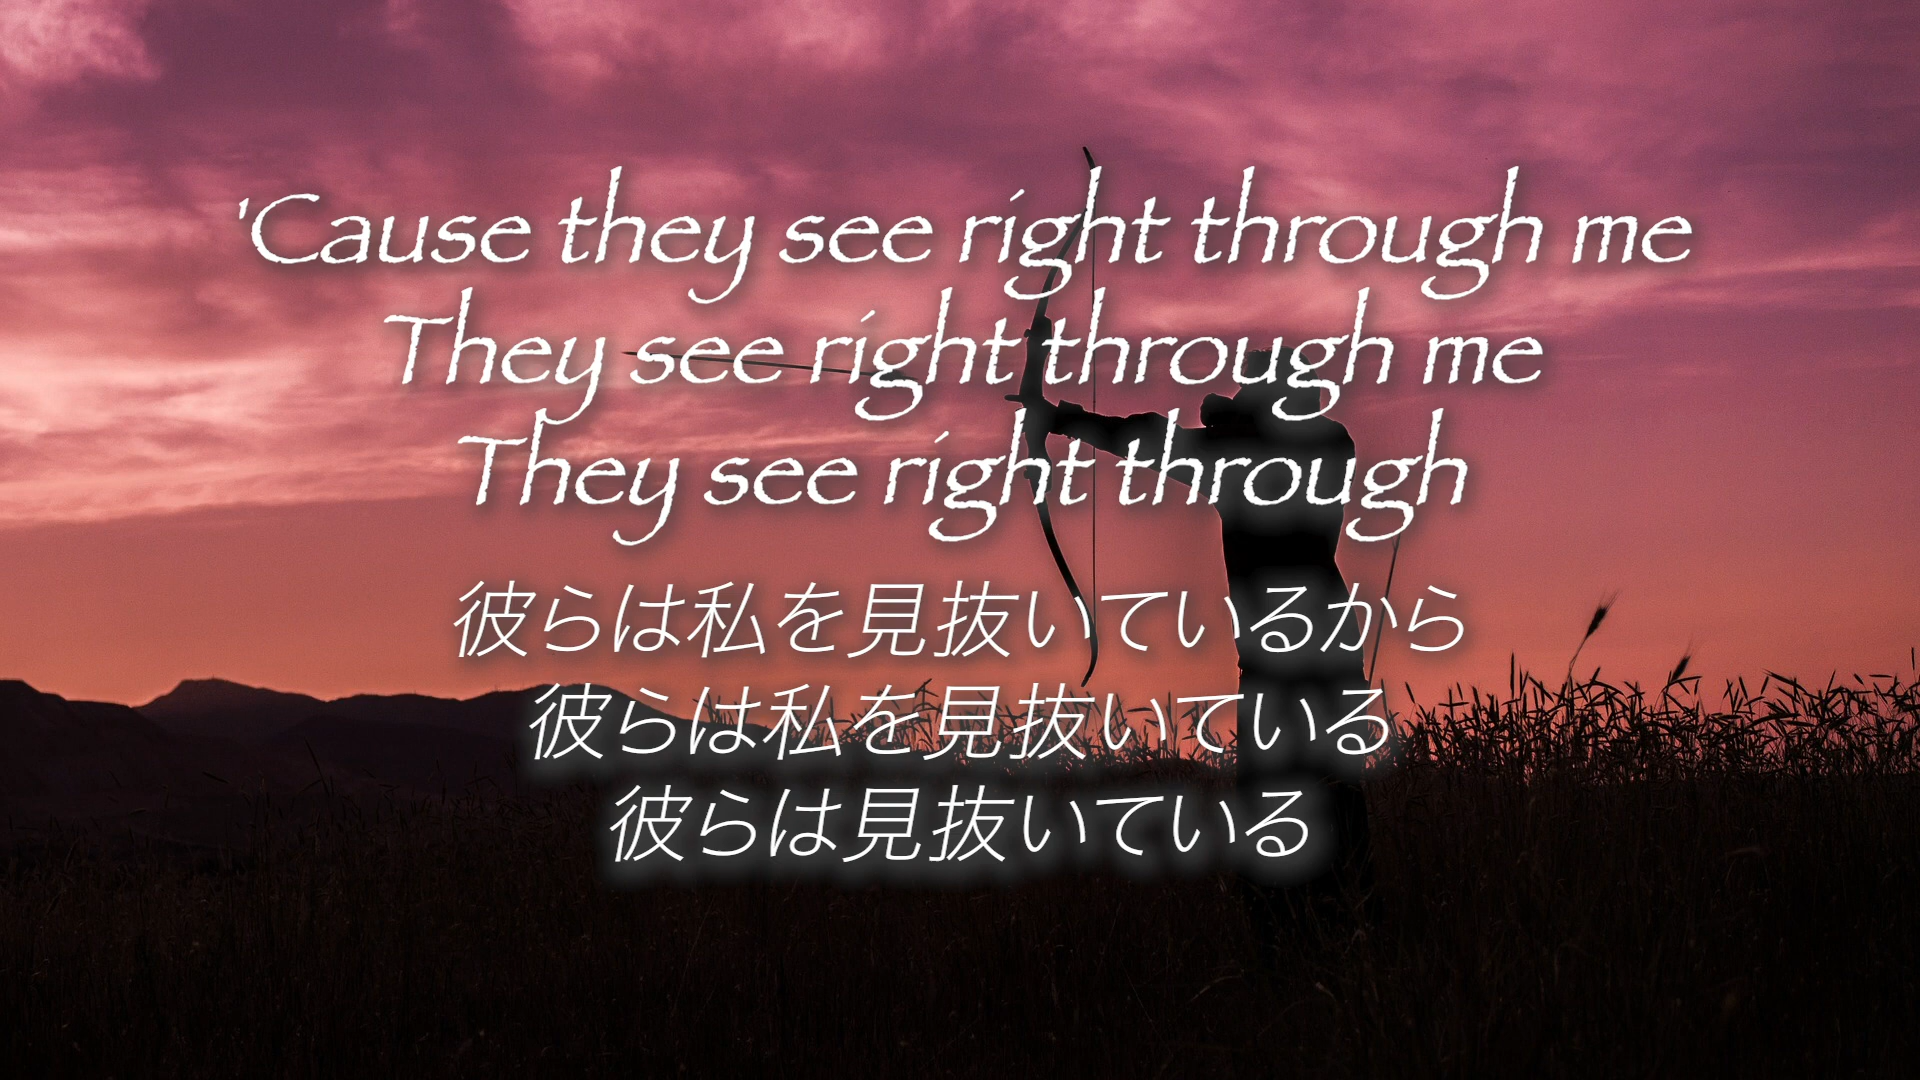 'Cause they see right through me
They see right through me
They see right through
彼らは私を見抜いているから
彼らは私を見抜いている
彼らは見抜いている